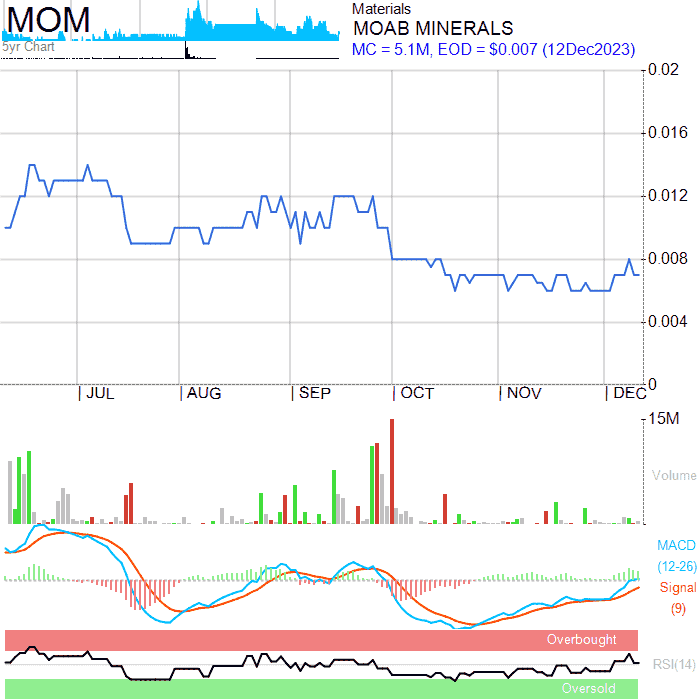 MOM
5yr Chart
Materials
MOAB MINERALS
MC = 5.1M, EOD = $0.007 (12Dec2023)
0.02
0.016
0.012
0.008
0.004
0
| JUL | AUG | SEP | OCT | NOV | DEC
15M
Volume
MACD
(12-26)
Signal
(9)
Overbought
RSI(14)
Oversold